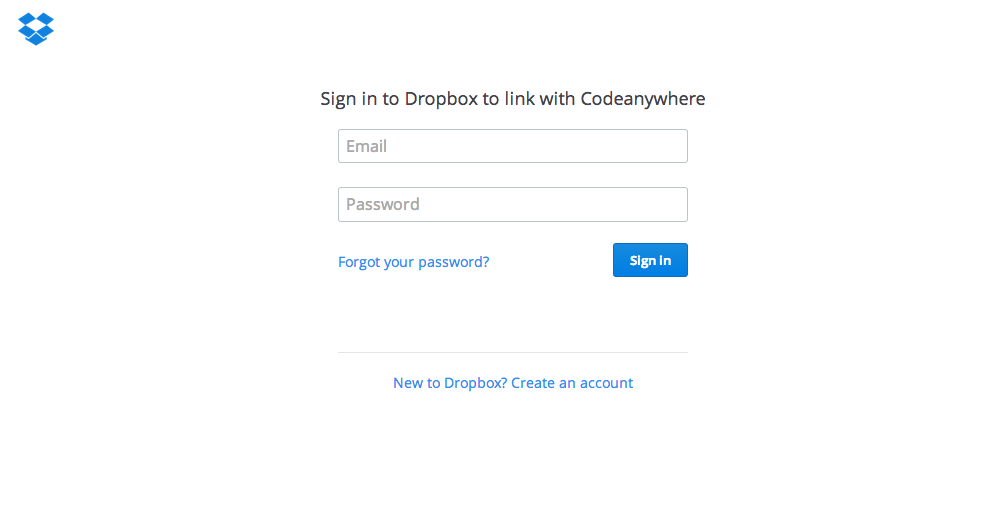 Sign in to Dropbox to link with Codeanywhere
Email
Password
Forgot your password?
Sign in
New to Dropbox? Create an account